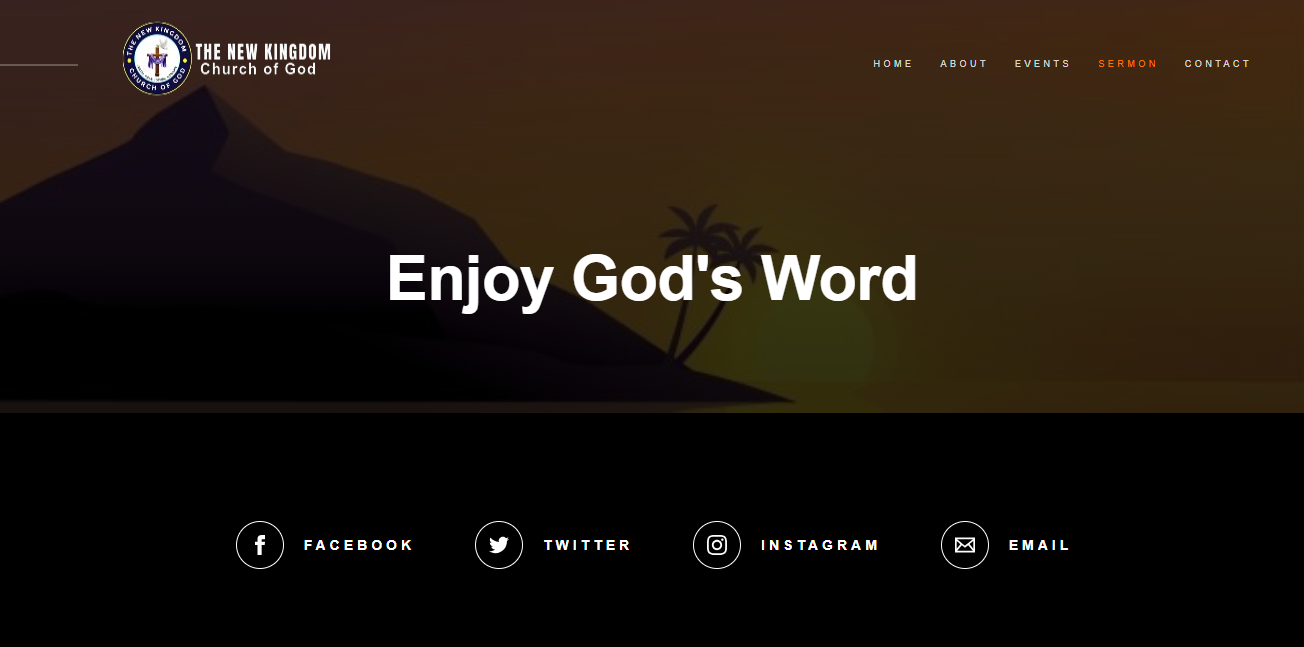 THE NEW KINGDOM
CHURCH OF GOD
THE NEW KINGDOM
Church of God
HOME
ABOUT
EVENTS
SERMON
CONTACT
Enjoy God's Word
FACEBOOK
TWITTER
INSTAGRAM
EMAIL